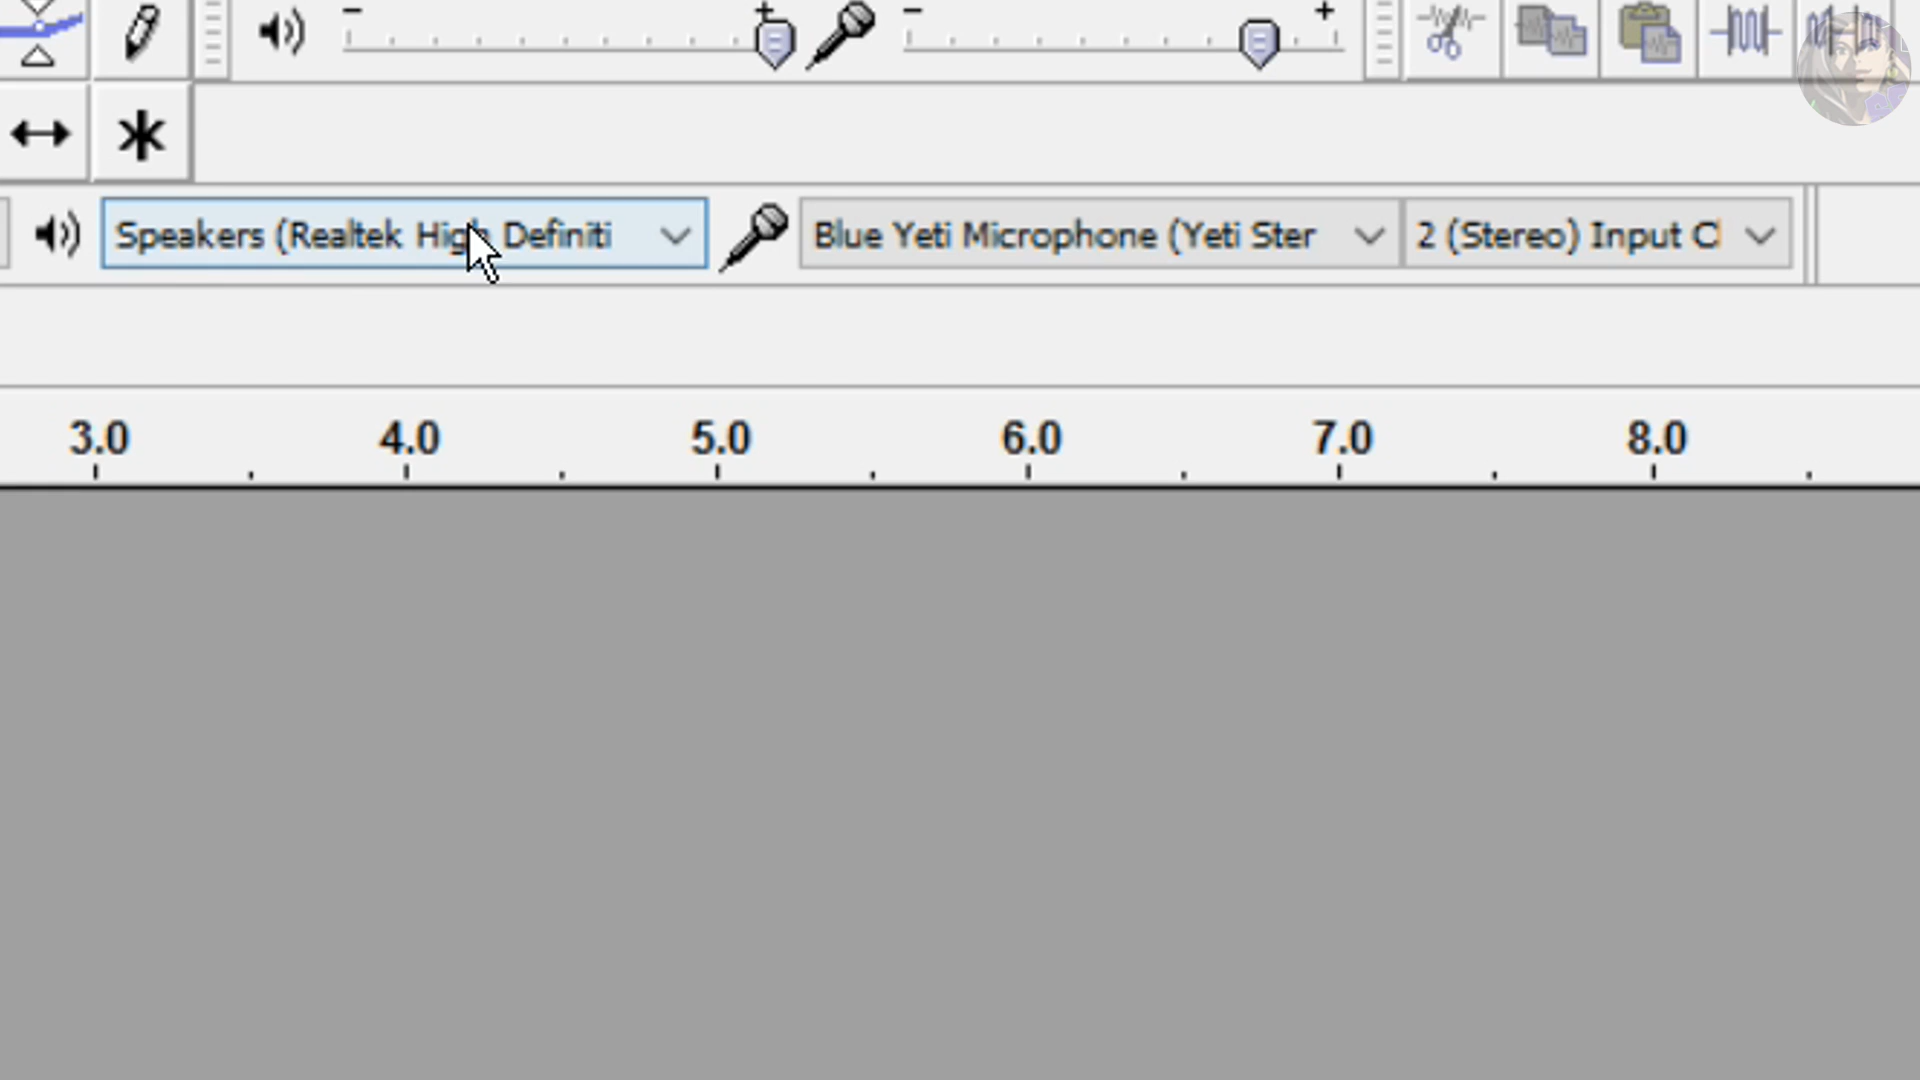 Speakers (Realtek High Definiti
Blue Yeti Microphone (Yeti Ster
2 (Stereo) Input Cl
3.0 4.0 5.0 6.0 7.0 8.0